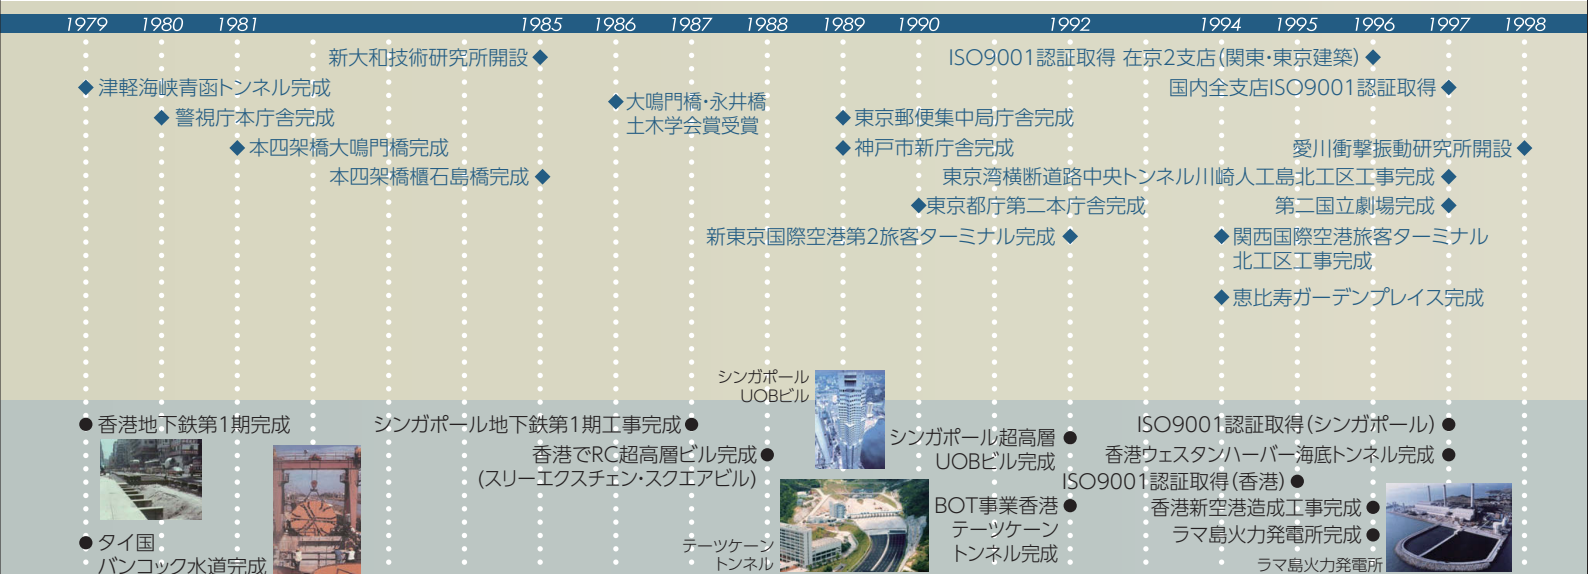 1979 1980 1981 1985 1986 1987 1988 1989 1990 1992 1994 1995 1996 1997 1998
新大和技術研究所開設
ISO9001認証取得 在京2支店(関東・東京建築)
津軽海峡青函トンネル完成
国内全支店ISO9001認証取得
大鳴門橋・永井橋
土木学会賞受賞
警視庁本庁舎完成
東京郵便集中局庁舎完成
本四架橋大鳴門橋完成
神戸市新庁舎完成
愛川衝撃振動研究所開設
本四架橋櫃石島橋完成
東京湾横断道路中央トンネル川崎人工島北工区工事完成
東京都庁第二本庁舎完成
第二国立劇場完成
新東京国際空港第2旅客ターミナル完成
関西国際空港旅客ターミナル
北工区工事完成
恵比寿ガーデンプレイス完成
シンガポール
UOBビル
香港地下鉄第1期完成
シンガポール地下鉄第1期工事完成
ISO9001認証取得(シンガポール)
シンガポール超高層
UOBビル完成
香港でRC超高層ビル完成
(スリーエクスチェン・スクエアビル)
香港ウェスタンハーバー海底トンネル完成
ISO9001認証取得(香港)
BOT事業香港
テーツケーン
トンネル完成
香港新空港造成工事完成
ラマ島火力発電所完成
タイ国
バンコック水道完成
テーツケーン
トンネル
ラマ島火力発電所